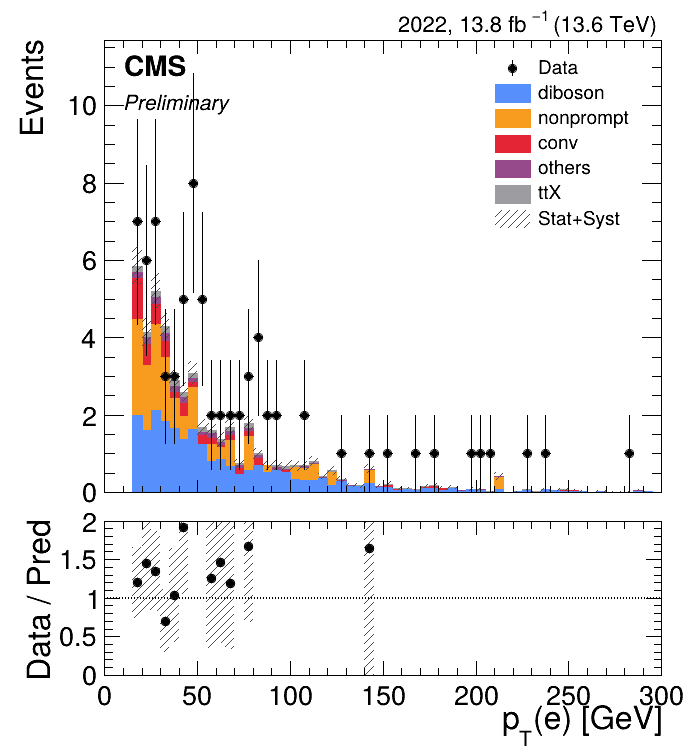 2022, 13.8 fb⁻¹ (13.6 TeV)
CMS
Preliminary
Events
Data
diboson
nonprompt
conv
others
ttX
Stat+Syst
10
8
6
4
2
0
Data / Pred
2
1.5
1
0.5
0
0 50 100 150 200 250 300
p_T(e) [GeV]